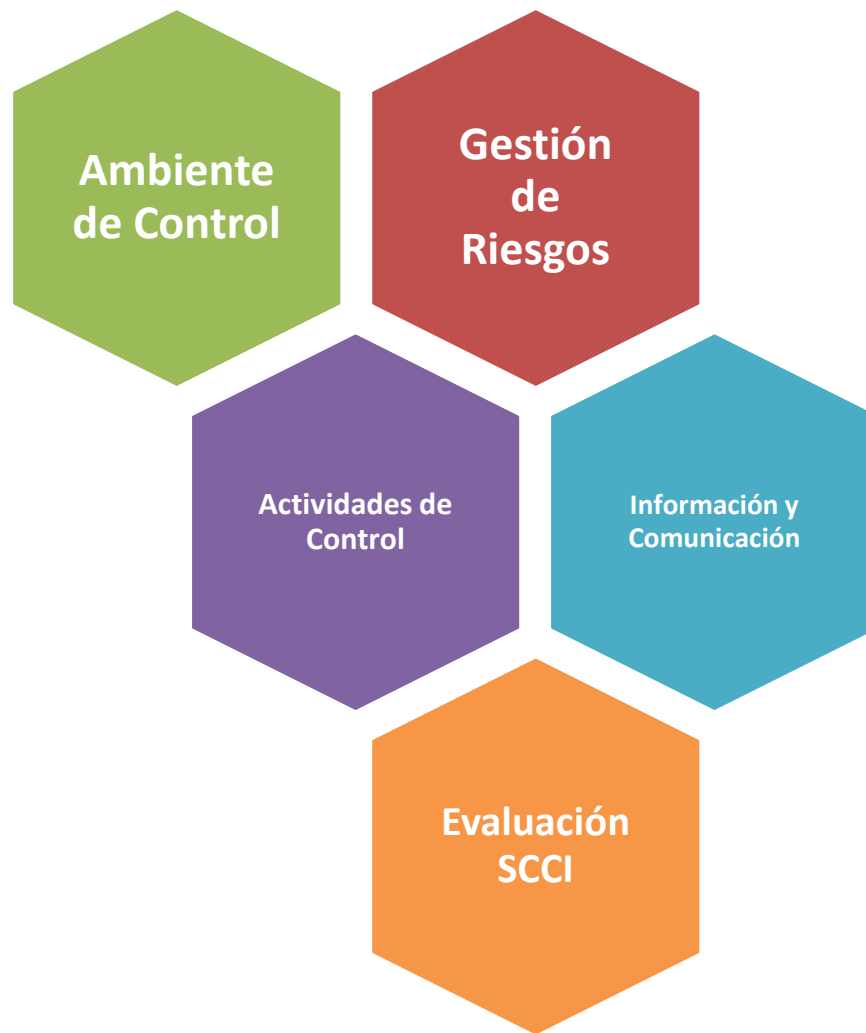 Ambiente
de Control
Gestión
de
Riesgos
Actividades de
Control
Información y
Comunicación
Evaluación
SCCI